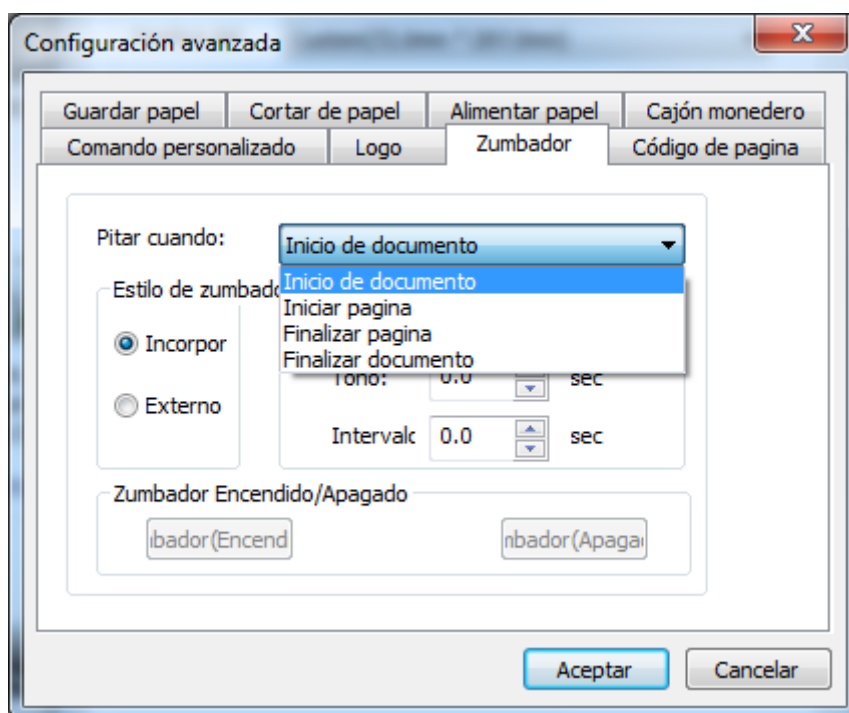 Configuración avanzada
Guardar papel Cortar de papel Alimentar papel Cajón monedero
Comando personalizado Logo Zumbador Código de pagina
Pitar cuando: Inicio de documento
Inicio de documento
Estilo de zumbado
Iniciar pagina
Finalizar pagina
Incorpor
Finalizar documento
Tono: 0.0 sec
Externo
Intervalo 0.0 sec
Zumbador Encendido/Apagado
bador(Encend nbador(Apaga
Aceptar Cancelar